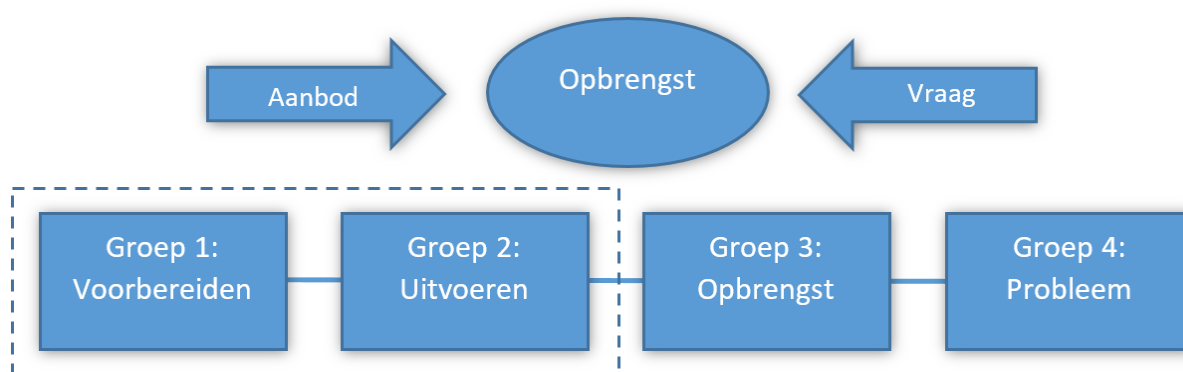 Aanbod
Opbrengst
Vraag
Groep 1:
Voorbereiden
Groep 2:
Uitvoeren
Groep 3:
Opbrengst
Groep 4:
Probleem